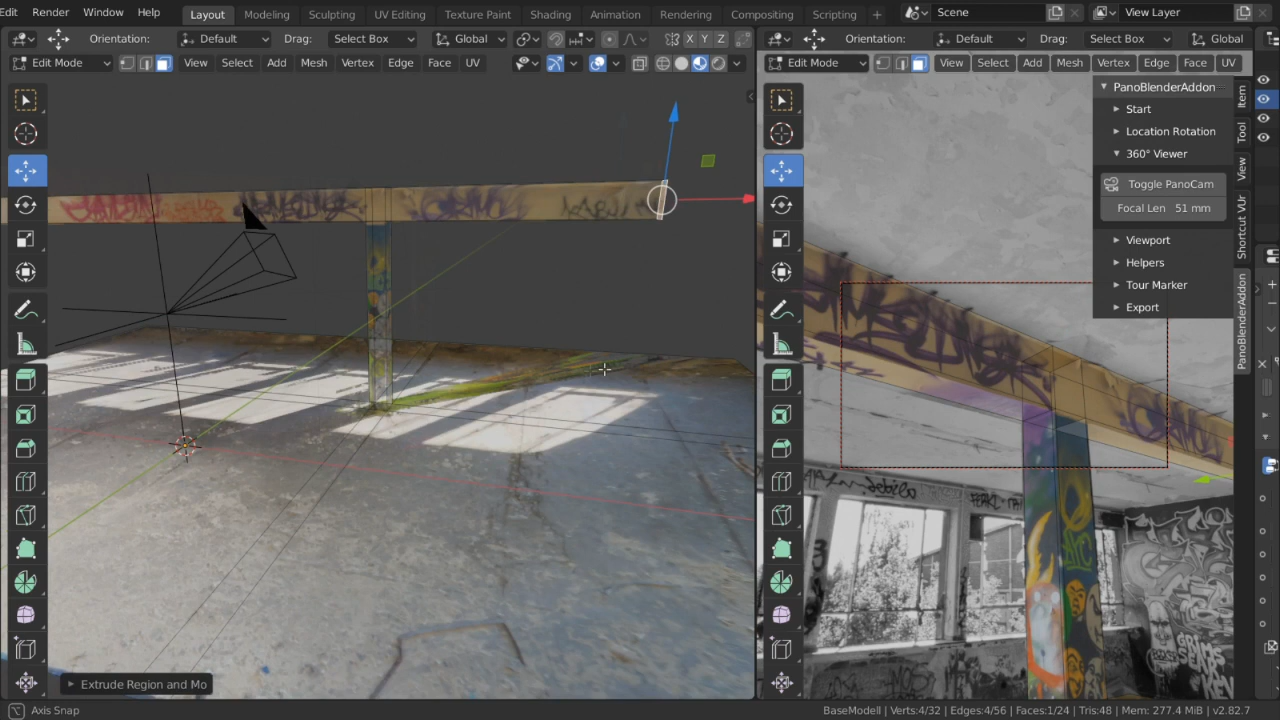 Edit Render Window Help Layout Modeling Sculpting UV Editing Texture Paint Shading Animation Rendering Compositing Scripting + Scene View Layer
Orientation: Default Drag: Select Box Global X Y Z Orientation: Default Drag: Select Box Global
Edit Mode View Select Add Mesh Vertex Edge Face UV Edit Mode View Select Add Mesh Vertex Edge Face UV
PanoBlenderAddon
Start
Location Rotation
360° Viewer
Toggle PanoCam
Focal Len 51 mm
Viewport
Helpers
Tour Marker
Export
Item
Tool
View
Shortcut VUr
PanoBlenderAddon
Extrude Region and Mo
Axis Snap BaseModell | Verts:4/32 | Edges:4/56 | Faces:1/24 | Tris:48 | Mem: 277.4 MiB | v2.82.7